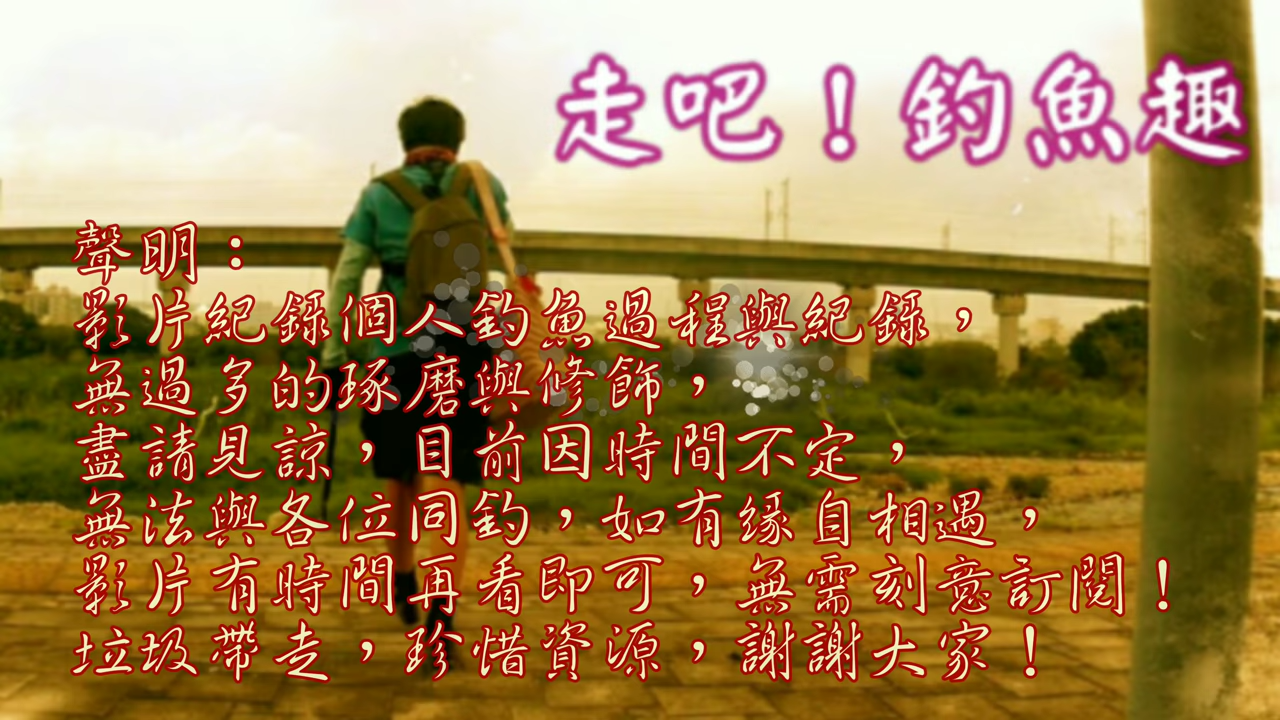 走吧！釣魚趣
聲明：
影片紀錄個人釣魚過程與紀錄，
無過多的琢磨與修飾，
盡請見諒，目前因時間不定，
無法與各位同釣，如有緣自相遇，
影片有時間再看即可，無需刻意訂閱！
垃圾帶走，珍惜資源，謝謝大家！